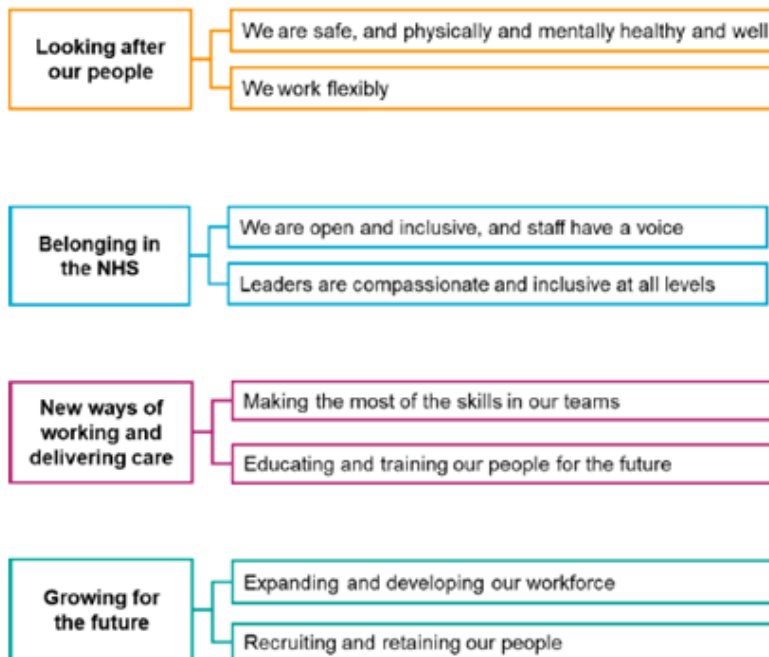 Looking after
our people
We are safe, and physically and mentally healthy and well
We work flexibly
Belonging in
the NHS
We are open and inclusive, and staff have a voice
Leaders are compassionate and inclusive at all levels
New ways of
working and
delivering care
Making the most of the skills in our teams
Educating and training our people for the future
Growing for
the future
Expanding and developing our workforce
Recruiting and retaining our people